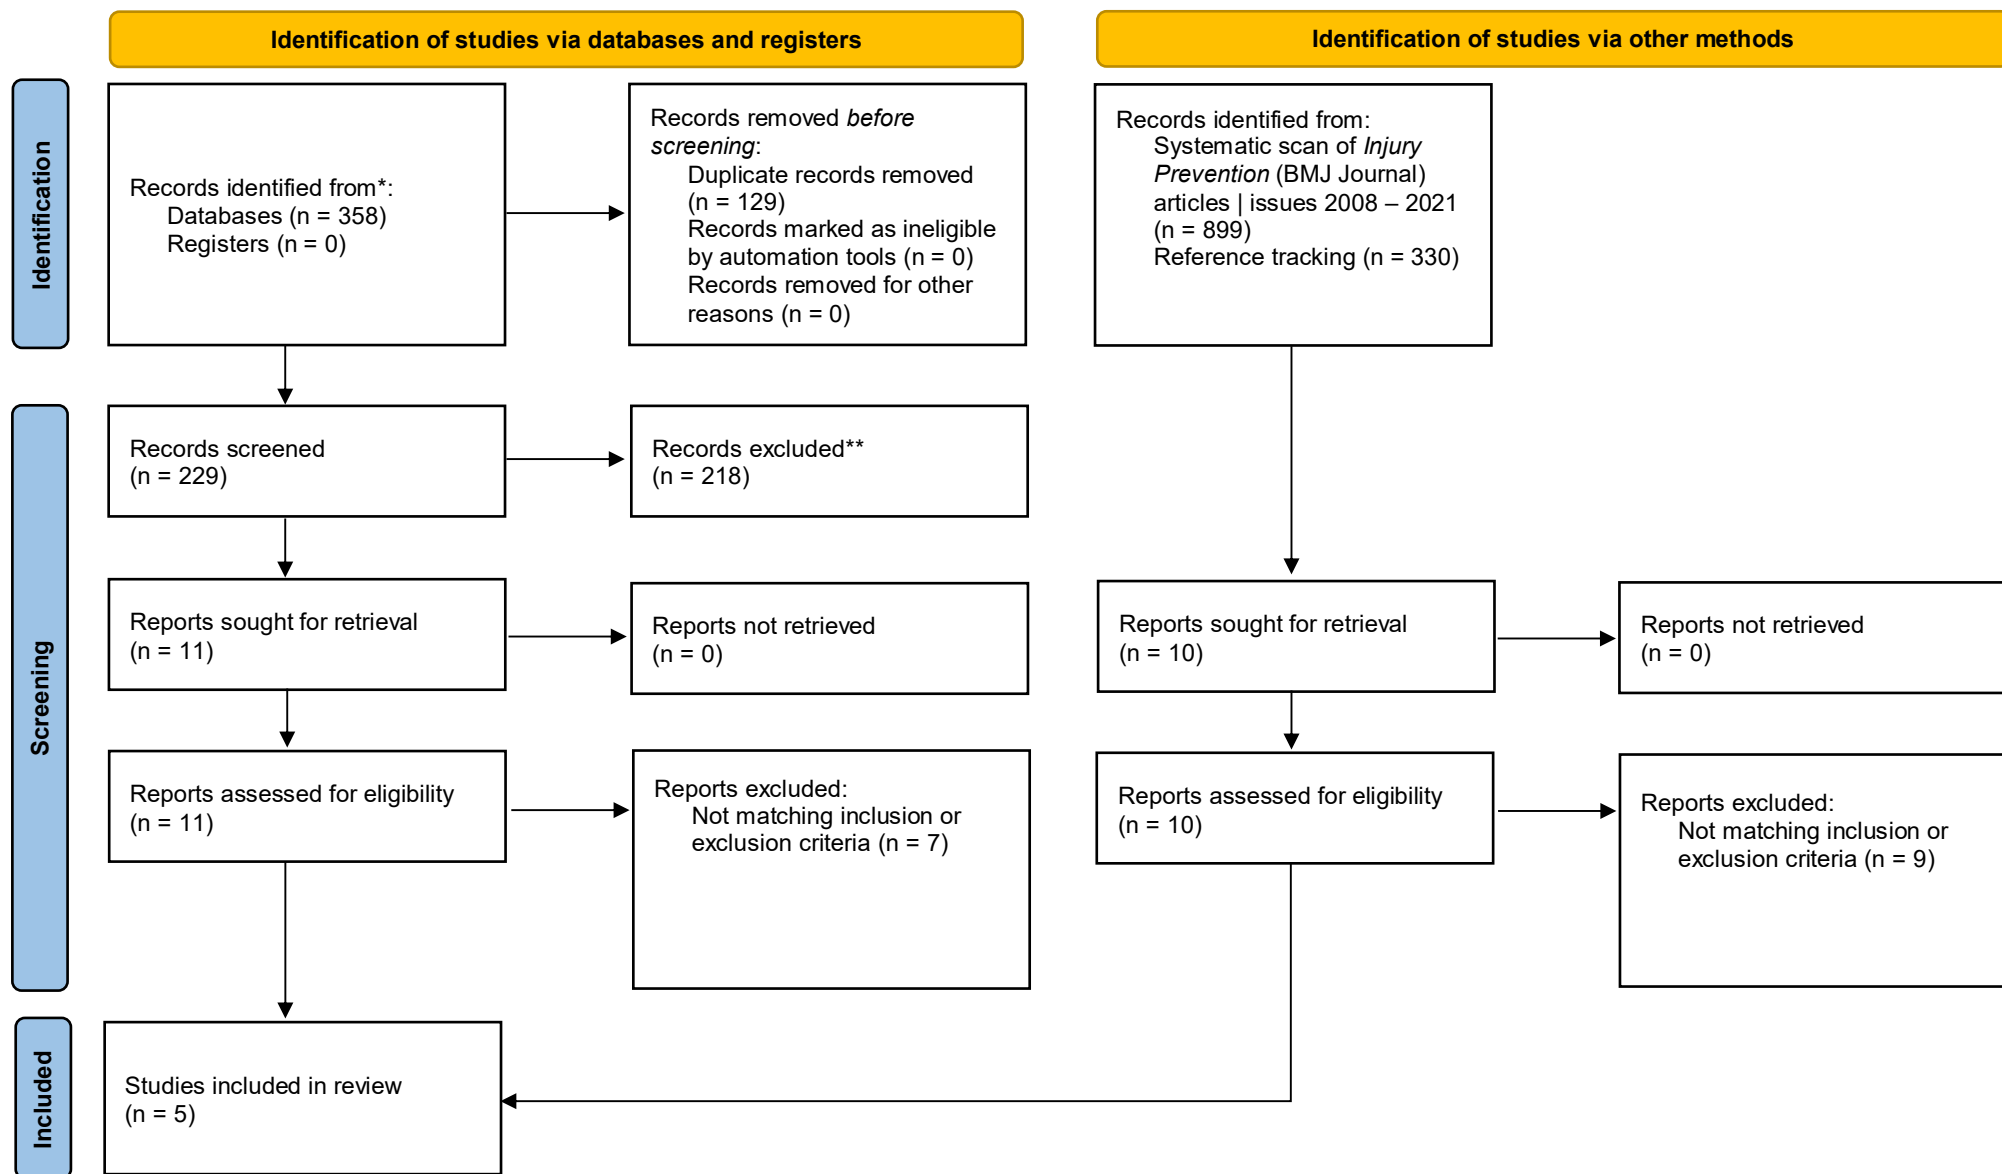 Identification of studies via databases and registers
Identification of studies via other methods
Identification
Records identified from*:
Databases (n = 358)
Registers (n = 0)
Records removed before
screening:
Duplicate records removed
(n = 129)
Records marked as ineligible
by automation tools (n = 0)
Records removed for other
reasons (n = 0)
Records identified from:
Systematic scan of Injury
Prevention (BMJ Journal)
articles | issues 2008 – 2021
(n = 899)
Reference tracking (n = 330)
Screening
Records screened
(n = 229)
Records excluded**
(n = 218)
Reports sought for retrieval
(n = 11)
Reports not retrieved
(n = 0)
Reports sought for retrieval
(n = 10)
Reports not retrieved
(n = 0)
Reports assessed for eligibility
(n = 11)
Reports excluded:
Not matching inclusion or
exclusion criteria (n = 7)
Reports assessed for eligibility
(n = 10)
Reports excluded:
Not matching inclusion or
exclusion criteria (n = 9)
Included
Studies included in review
(n = 5)